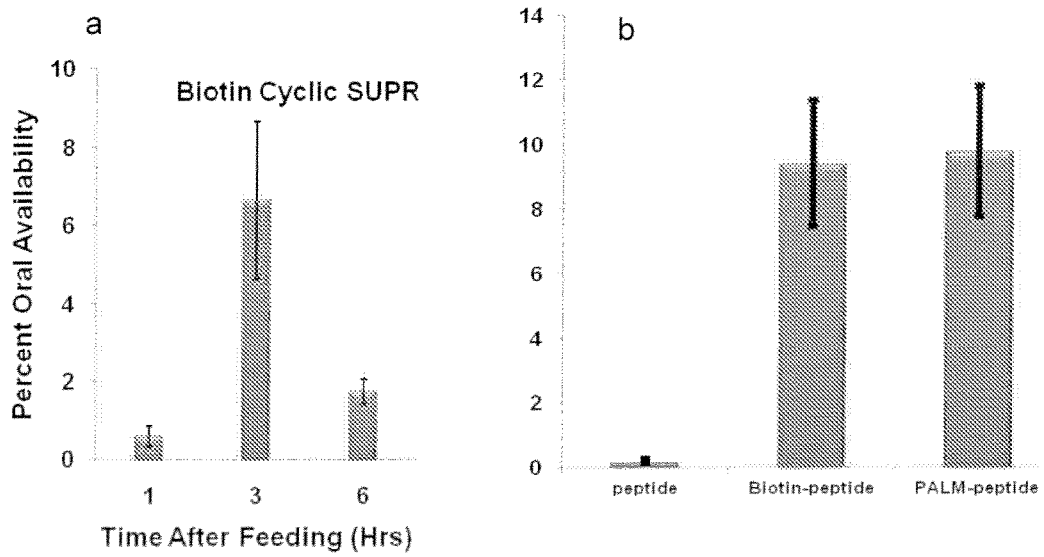 a
Biotin Cyclic SUPR
Percent Oral Availability
10
8
6
4
2
0
1 3 6
Time After Feeding (Hrs)
b
14
12
10
8
6
4
2
0
peptide Biotin-peptide PALM-peptide